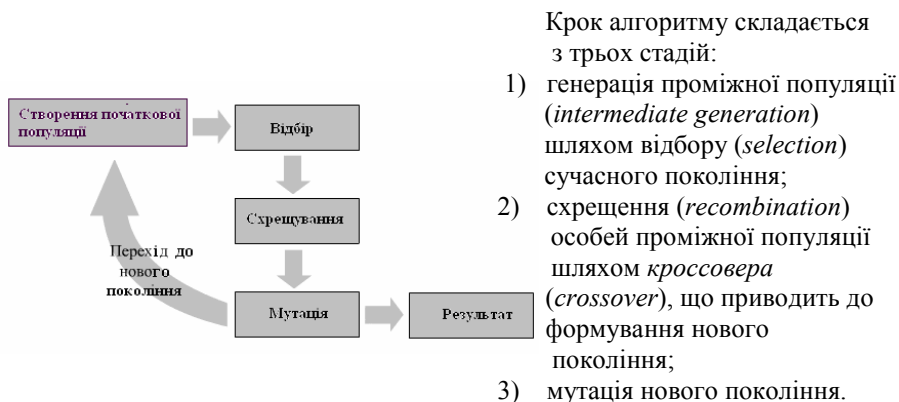 Крок алгоритму складається
з трьох стадій:
1) генерація проміжної популяції
(intermediate generation)
шляхом відбору (selection)
сучасного покоління;
2) схрещення (recombination)
особей проміжної популяції
шляхом кроссовера
(crossover), що приводить до
формування нового
покоління;
3) мутація нового покоління.
Створення початкової
популяції
Відбір
Схрещування
Перехід до
нового
покоління
Мутація
Результат